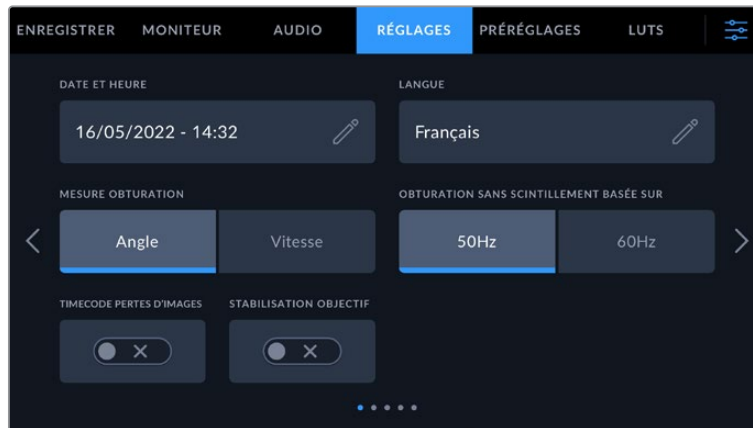 ENREGISTRER MONITEUR AUDIO RÉGLAGES PRÉRÉGLAGES LUTS
DATE ET HEURE LANGUE
16/05/2022 - 14:32 Français
MESURE OBTURATION OBTURATION SANS SCINTILLEMENT BASÉE SUR
Angle Vitesse 50Hz 60Hz
TIMECODE PERTES D'IMAGES STABILISATION OBJECTIF